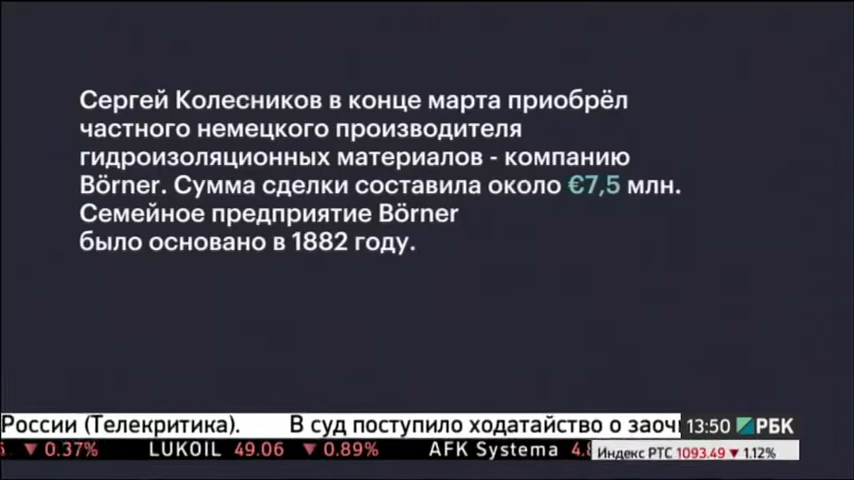 Сергей Колесников в конце марта приобрёл
частного немецкого производителя
гидроизоляционных материалов - компанию
Börner. Сумма сделки составила около €7,5 млн.
Семейное предприятие Börner
было основано в 1882 году.
России (Телекритика). В суд поступило ходатайство о 13:50 РБК
▼ 0.37% LUKOIL 49.06 ▼ 0.89% AFK Systema Индекс РТС 1093.49 ▼ 1.12%